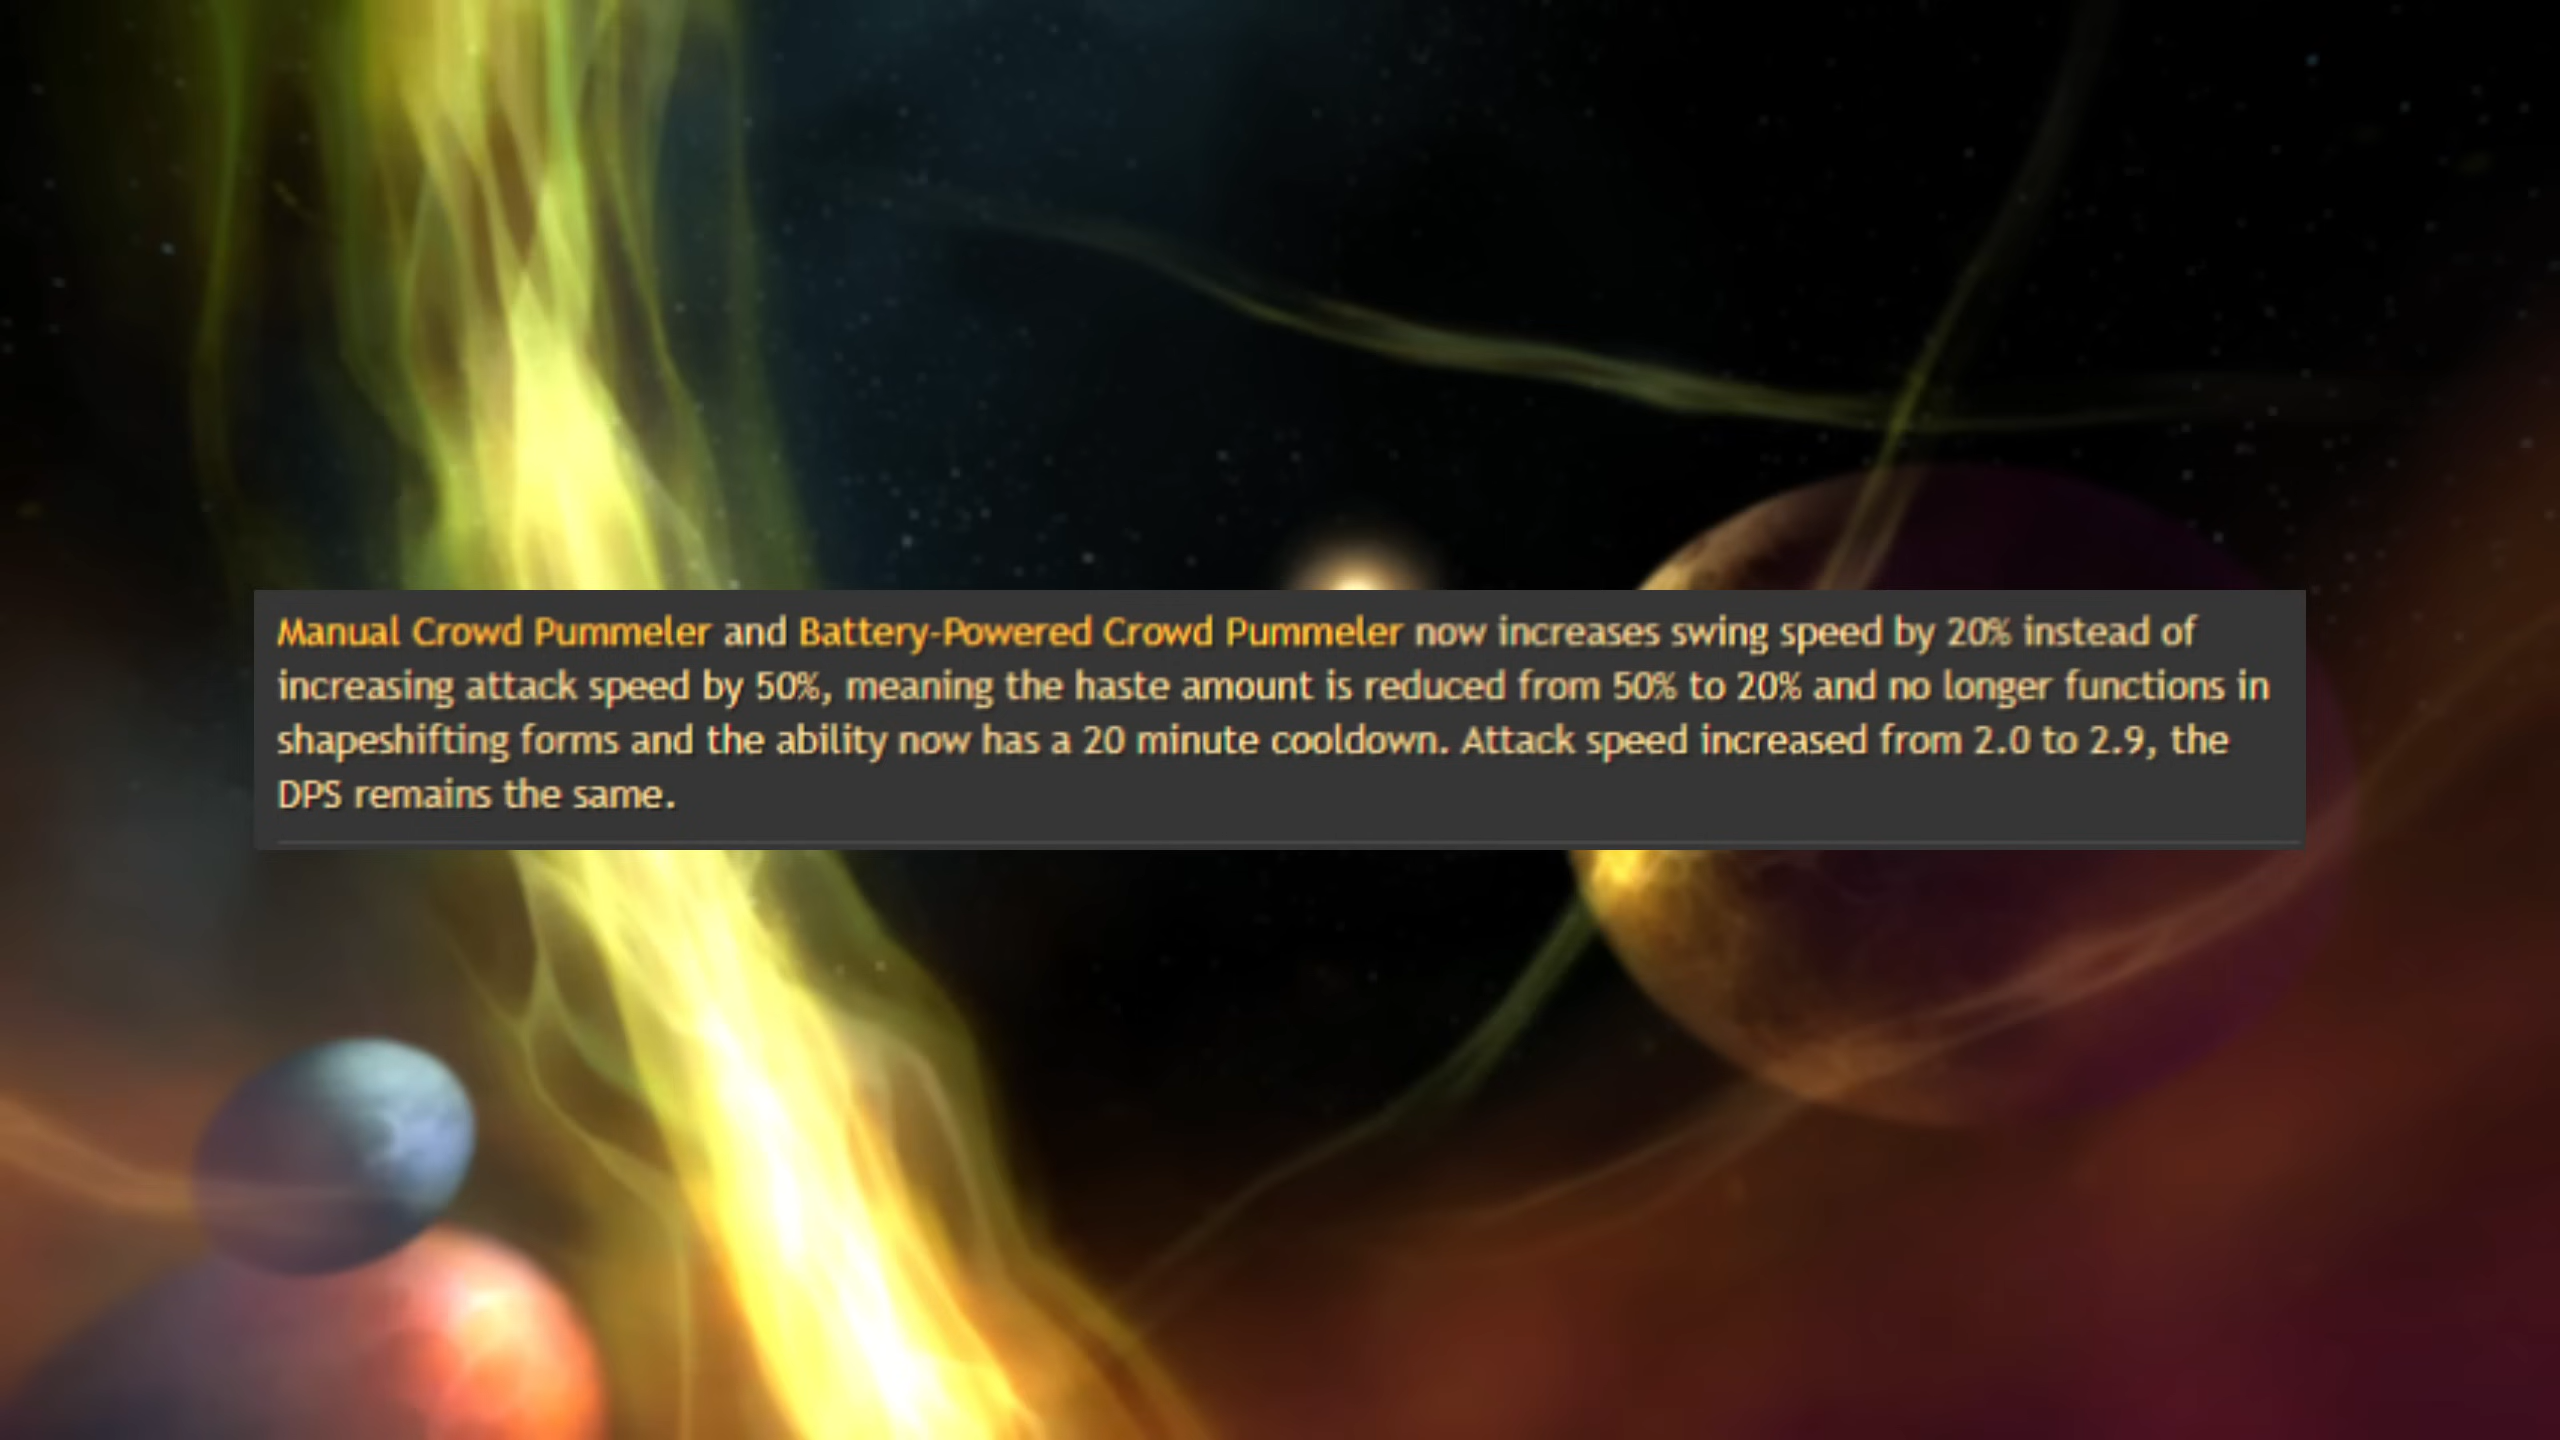 Manual Crowd Pummeler and Battery-Powered Crowd Pummeler now increases swing speed by 20% instead of
increasing attack speed by 50%, meaning the haste amount is reduced from 50% to 20% and no longer functions in
shapeshifting forms and the ability now has a 20 minute cooldown. Attack speed increased from 2.0 to 2.9, the
DPS remains the same.